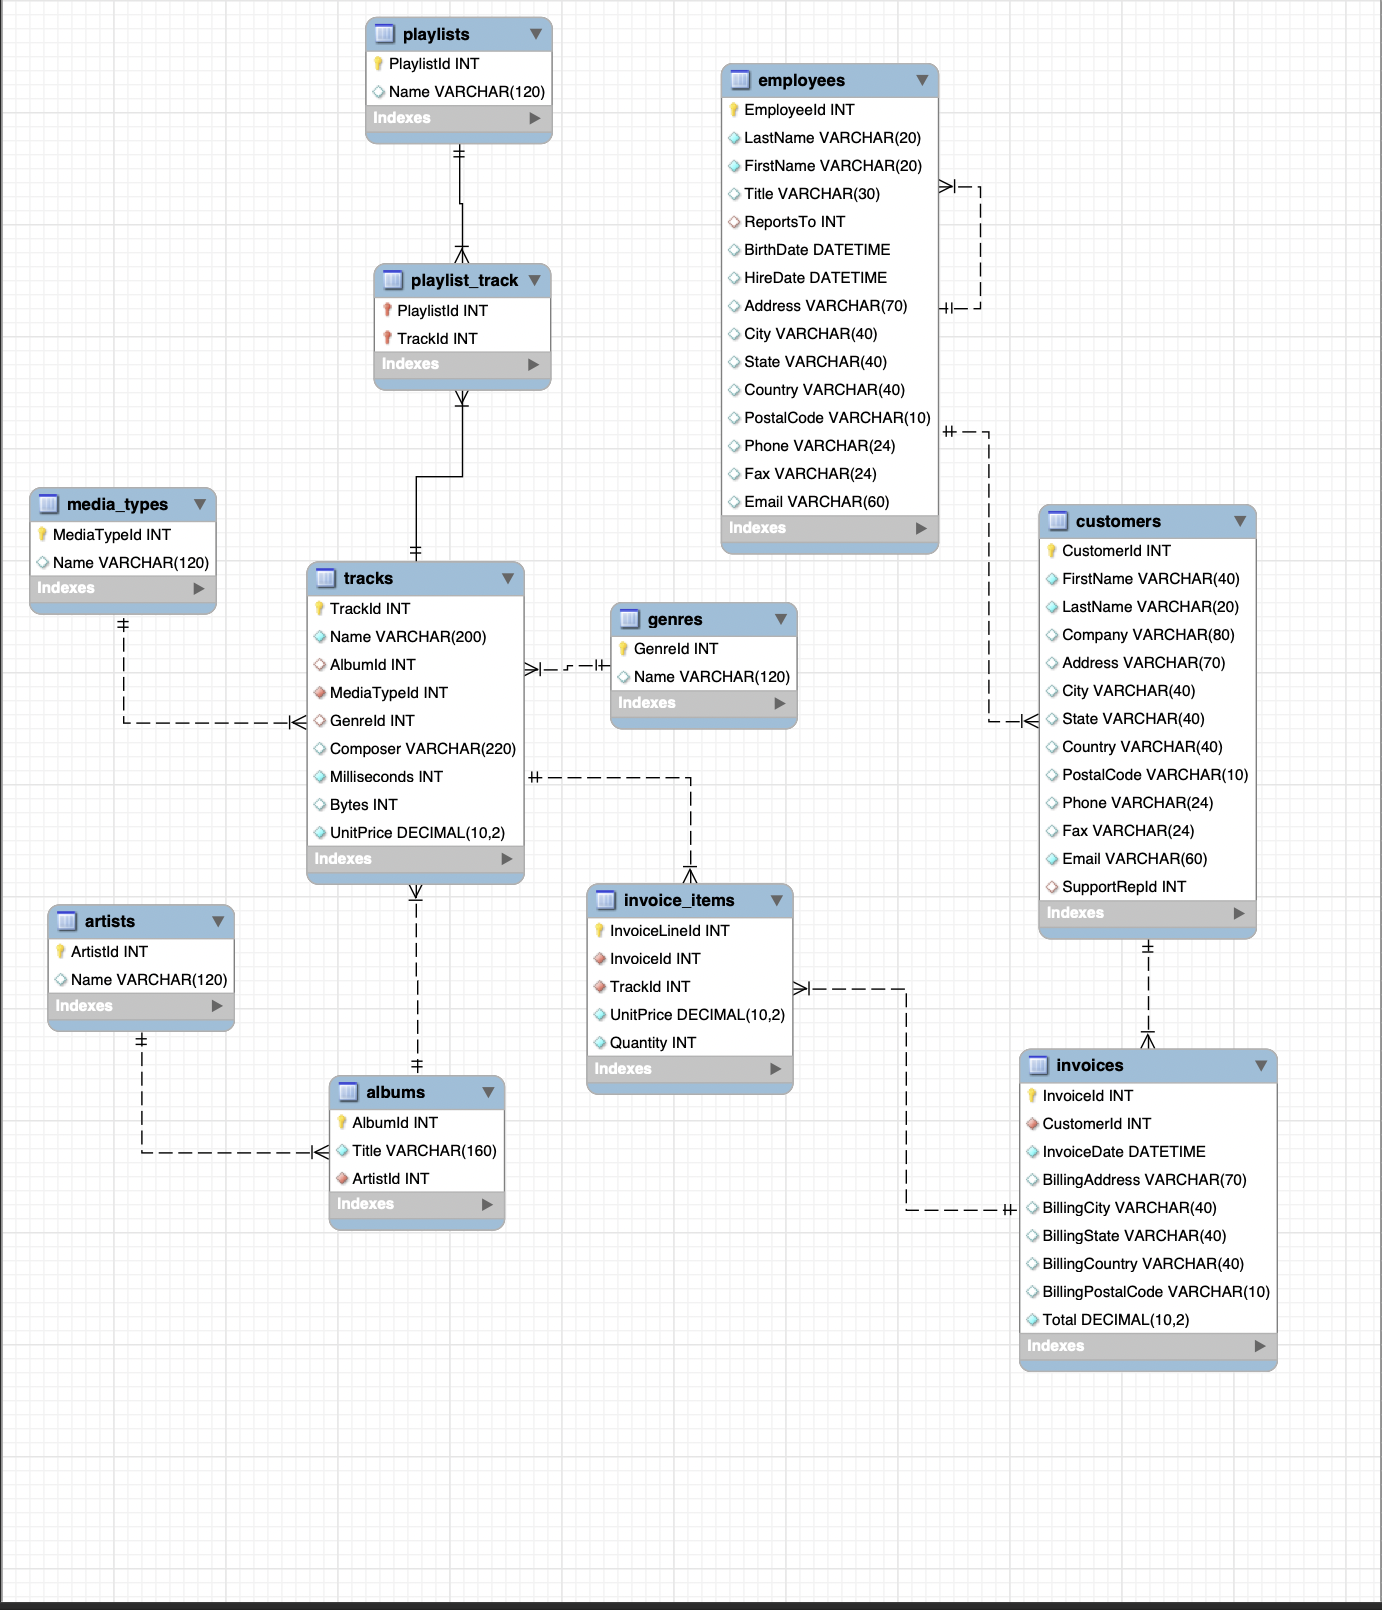 playlists
PlaylistId INT
Name VARCHAR(120)
Indexes
employees
EmployeeId INT
LastName VARCHAR(20)
FirstName VARCHAR(20)
Title VARCHAR(30)
ReportsTo INT
BirthDate DATETIME
HireDate DATETIME
Address VARCHAR(70)
City VARCHAR(40)
State VARCHAR(40)
Country VARCHAR(40)
PostalCode VARCHAR(10)
Phone VARCHAR(24)
Fax VARCHAR(24)
Email VARCHAR(60)
Indexes
playlist_track
PlaylistId INT
TrackId INT
Indexes
media_types
MediaTypeId INT
Name VARCHAR(120)
Indexes
tracks
TrackId INT
Name VARCHAR(200)
AlbumId INT
MediaTypeId INT
GenreId INT
Composer VARCHAR(220)
Milliseconds INT
Bytes INT
UnitPrice DECIMAL(10,2)
Indexes
genres
GenreId INT
Name VARCHAR(120)
Indexes
customers
CustomerId INT
FirstName VARCHAR(40)
LastName VARCHAR(20)
Company VARCHAR(80)
Address VARCHAR(70)
City VARCHAR(40)
State VARCHAR(40)
Country VARCHAR(40)
PostalCode VARCHAR(10)
Phone VARCHAR(24)
Fax VARCHAR(24)
Email VARCHAR(60)
SupportRepId INT
Indexes
artists
ArtistId INT
Name VARCHAR(120)
Indexes
invoice_items
InvoiceLineId INT
InvoiceId INT
TrackId INT
UnitPrice DECIMAL(10,2)
Quantity INT
Indexes
albums
AlbumId INT
Title VARCHAR(160)
ArtistId INT
Indexes
invoices
InvoiceId INT
CustomerId INT
InvoiceDate DATETIME
BillingAddress VARCHAR(70)
BillingCity VARCHAR(40)
BillingState VARCHAR(40)
BillingCountry VARCHAR(40)
BillingPostalCode VARCHAR(10)
Total DECIMAL(10,2)
Indexes